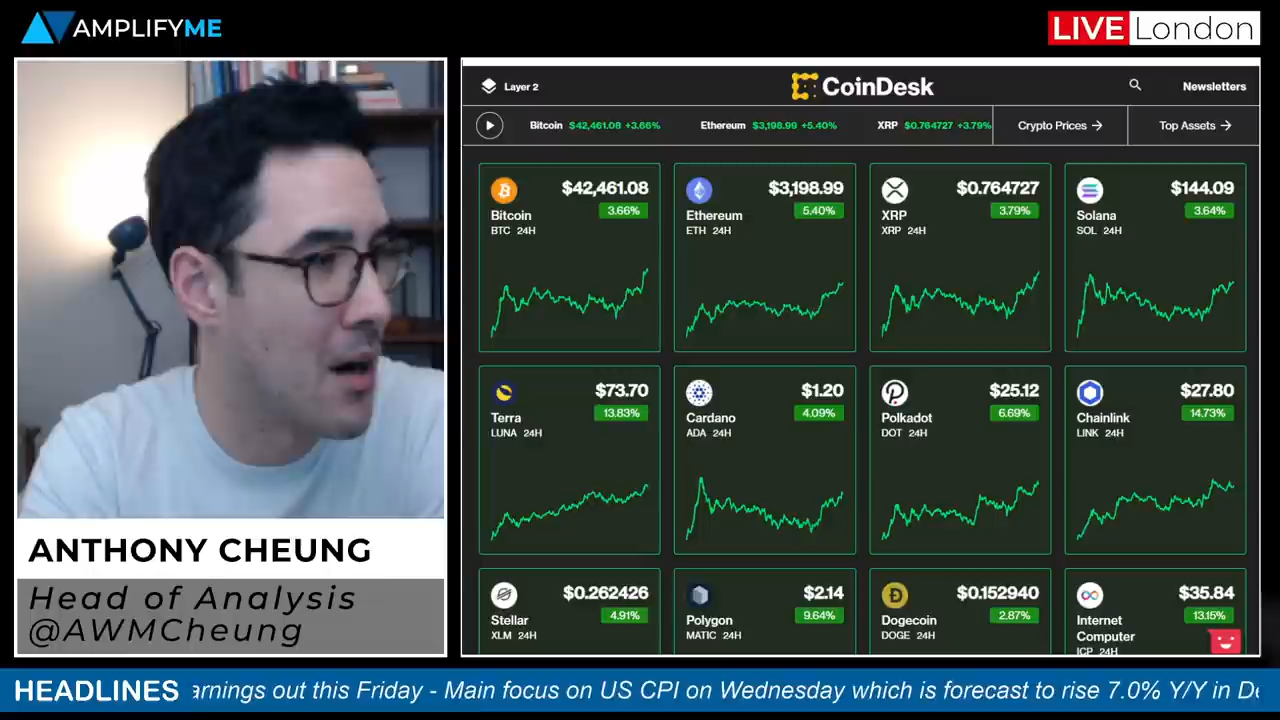 AMPLIFYME
LIVE London
Layer 2
CoinDesk
Newsletters
Bitcoin $42,461.08 +3.66% Ethereum $3,198.99 +5.40% XRP $0.764727 +3.79%
Crypto Prices →
Top Assets →
$42,461.08
3.66%
Bitcoin
BTC 24H
$3,198.99
5.40%
Ethereum
ETH 24H
$0.764727
3.79%
XRP
XRP 24H
$144.09
3.64%
Solana
SOL 24H
$73.70
13.83%
Terra
LUNA 24H
$1.20
4.09%
Cardano
ADA 24H
$25.12
6.69%
Polkadot
DOT 24H
$27.80
14.73%
Chainlink
LINK 24H
$0.262426
4.91%
Stellar
XLM 24H
$2.14
9.64%
Polygon
MATIC 24H
$0.152940
2.87%
Dogecoin
DOGE 24H
$35.84
13.15%
Internet
Computer
ICP 24H
ANTHONY CHEUNG
Head of Analysis
@AWMCheung
HEADLINES arnings out this Friday - Main focus on US CPI on Wednesday which is forecast to rise 7.0% Y/Y in De